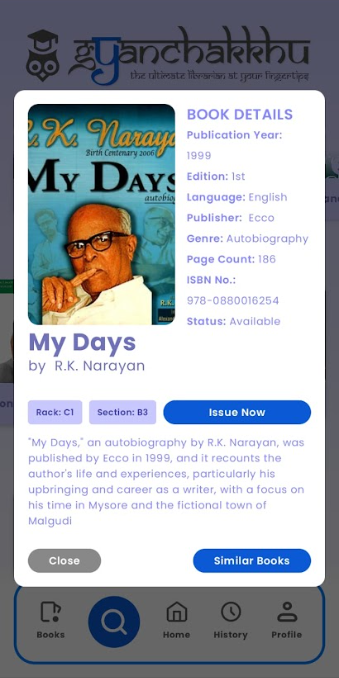 gyanchakkhu
the ultimate librarian at your fingertips
R.K. Naraya
Birth Centenary 2006
MY DAYS
autobiog
BOOK DETAILS
Publication Year:
1999
Edition: 1st
Language: English
Publisher: Ecco
Genre: Autobiography
Page Count: 186
ISBN No.:
978-0880016254
Status: Available
My Days
by R.K. Narayan
Rack: C1
Section: B3
Issue Now
"My Days," an autobiography by R.K. Narayan, was
published by Ecco in 1999, and it recounts the
author's life and experiences, particularly his
upbringing and career as a writer, with a focus on
his time in Mysore and the fictional town of
Malgudi
Close
Similar Books
Books
Home
History
Profile